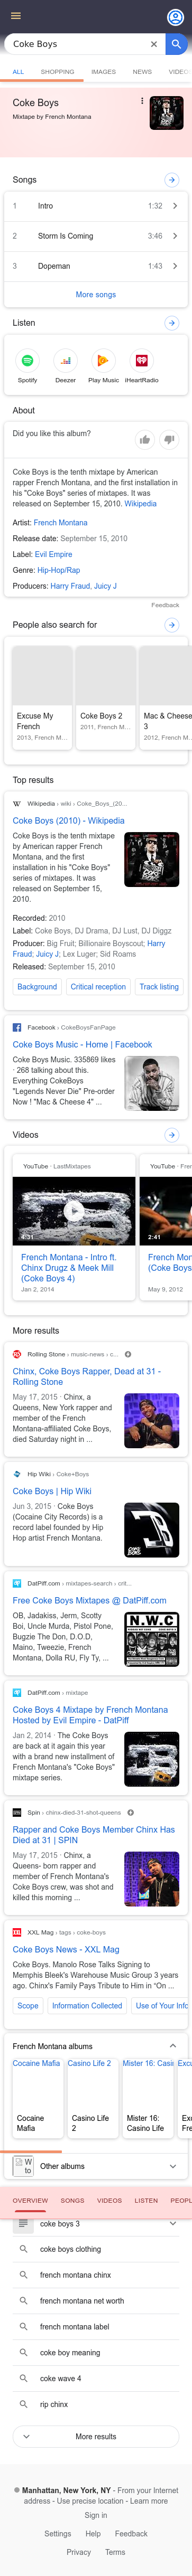 Coke Boys
ALL SHOPPING IMAGES NEWS VIDEOS
Coke Boys
Mixtape by French Montana
Songs
1 Intro 1:32
2 Storm Is Coming 3:46
3 Dopeman 1:43
More songs
Listen
Spotify Deezer Play Music iHeartRadio
About
Did you like this album?
Coke Boys is the tenth mixtape by American
rapper French Montana, and the first installation in
his "Coke Boys" series of mixtapes. It was
released on September 15, 2010. Wikipedia
Artist: French Montana
Release date: September 15, 2010
Label: Evil Empire
Genre: Hip-Hop/Rap
Producers: Harry Fraud, Juicy J
Feedback
People also search for
Excuse My
French
2013, French M...
Coke Boys 2
2011, French M...
Mac & Cheese
3
2012, French M...
Top results
Wikipedia › wiki › Coke_Boys_(20...
Coke Boys (2010) - Wikipedia
Coke Boys is the tenth mixtape
by American rapper French
Montana, and the first
installation in his "Coke Boys"
series of mixtapes. It was
released on September 15,
2010.
Recorded: 2010
Label: Coke Boys, DJ Drama, DJ Lust, DJ Diggz
Producer: Big Fruit; Billionaire Boyscout; Harry
Fraud; Juicy J; Lex Luger; Sid Roams
Released: September 15, 2010
Background Critical reception Track listing
Facebook › CokeBoysFanPage
Coke Boys Music - Home | Facebook
Coke Boys Music. 335869 likes
· 268 talking about this.
Everything CokeBoys
"Legends Never Die" Pre-order
Now ! "Mac & Cheese 4" ...
Videos
YouTube · LastMixtapes
French Montana - Intro ft.
Chinx Drugz & Meek Mill
(Coke Boys 4)
Jan 2, 2014
YouTube
2:41
(Coke Boys
May 9, 2012
More results
Rolling Stone › music-news › c...
Chinx, Coke Boys Rapper, Dead at 31 -
Rolling Stone
May 17, 2015 · Chinx, a
Queens, New York rapper and
member of the French
Montana-affiliated Coke Boys,
died Saturday night in ...
Hip Wiki › Coke+Boys
Coke Boys | Hip Wiki
Jun 3, 2015 · Coke Boys
(Cocaine City Records) is a
record label founded by Hip
Hop artist French Montana.
DatPiff.com › mixtapes-search › crit...
Free Coke Boys Mixtapes @ DatPiff.com
OB, Jadakiss, Jerm, Scotty
Boi, Uncle Murda, Pistol Pone,
Bugzie The Don, D.O.D,
Maino, Tweezie, French
Montana, Dolla RU, Fly Ty, ...
N.W.C
DatPiff.com › mixtape
Coke Boys 4 Mixtape by French Montana
Hosted by Evil Empire - DatPiff
Jan 2, 2014 · The Coke Boys
are back at it again this year
with a brand new installment of
French Montana's "Coke Boys"
mixtape series.
Spin › chinx-died-31-shot-queens
Rapper and Coke Boys Member Chinx Has
Died at 31 | SPIN
May 17, 2015 · Chinx, a
Queens- born rapper and
member of French Montana's
Coke Boys crew, was shot and
killed this morning ...
XXL Mag › tags › coke-boys
Coke Boys News - XXL Mag
Coke Boys. Manolo Rose Talks Signing to
Memphis Bleek's Warehouse Music Group 3 years
ago. Chinx's Family Pays Tribute to Him in "On ...
Scope Information Collected Use of Your Info
French Montana albums
Cocaine Mafia Casino Life 2 Mister 16: Casi
Cocaine
Mafia
Casino Life
2
Mister 16:
Casino Life
Other albums
OVERVIEW SONGS VIDEOS LISTEN PEOPL
coke boys 3
coke boys clothing
french montana chinx
french montana net worth
french montana label
coke boy meaning
coke wave 4
rip chinx
More results
Manhattan, New York, NY - From your Internet
address - Use precise location - Learn more
Sign in
Settings Help Feedback
Privacy Terms